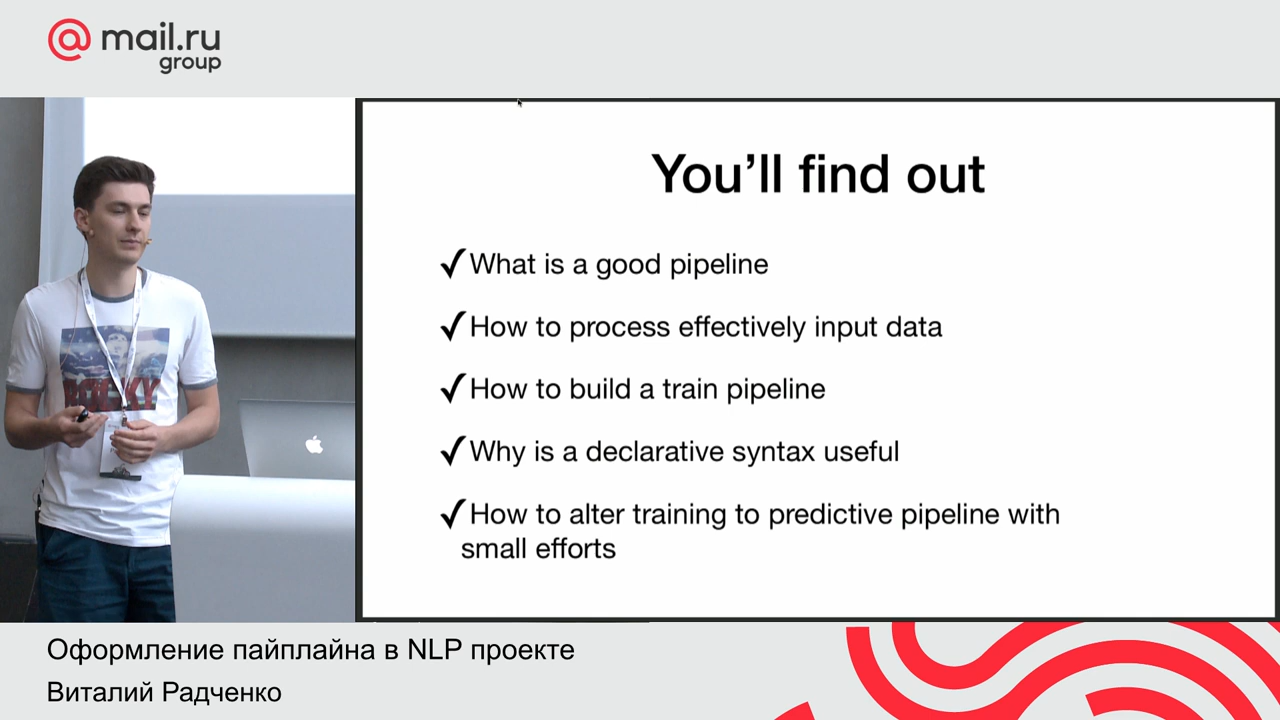 @mail.ru
group
You'll find out
✓What is a good pipeline
✓How to process effectively input data
✓How to build a train pipeline
✓Why is a declarative syntax useful
✓How to alter training to predictive pipeline with
small efforts
ROCKY
Оформление пайплайна в NLP проекте
Виталий Радченко